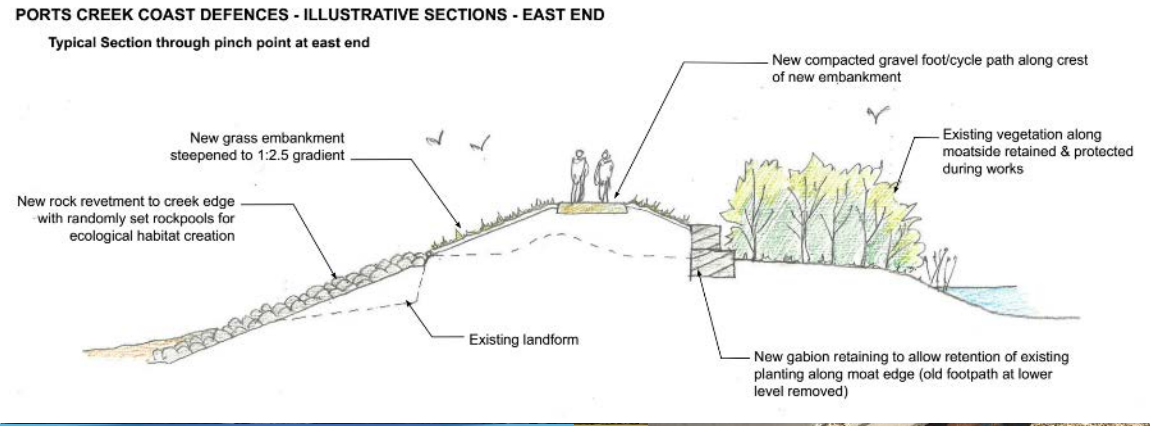 PORTS CREEK COAST DEFENCES - ILLUSTRATIVE SECTIONS - EAST END
Typical Section through pinch point at east end
New compacted gravel foot/cycle path along crest
of new embankment
New grass embankment
steepened to 1:2.5 gradient
Existing vegetation along
moatside retained & protected
during works
New rock revetment to creek edge
with randomly set rockpools for
ecological habitat creation
Existing landform
New gabion retaining to allow retention of existing
planting along moat edge (old footpath at lower
level removed)